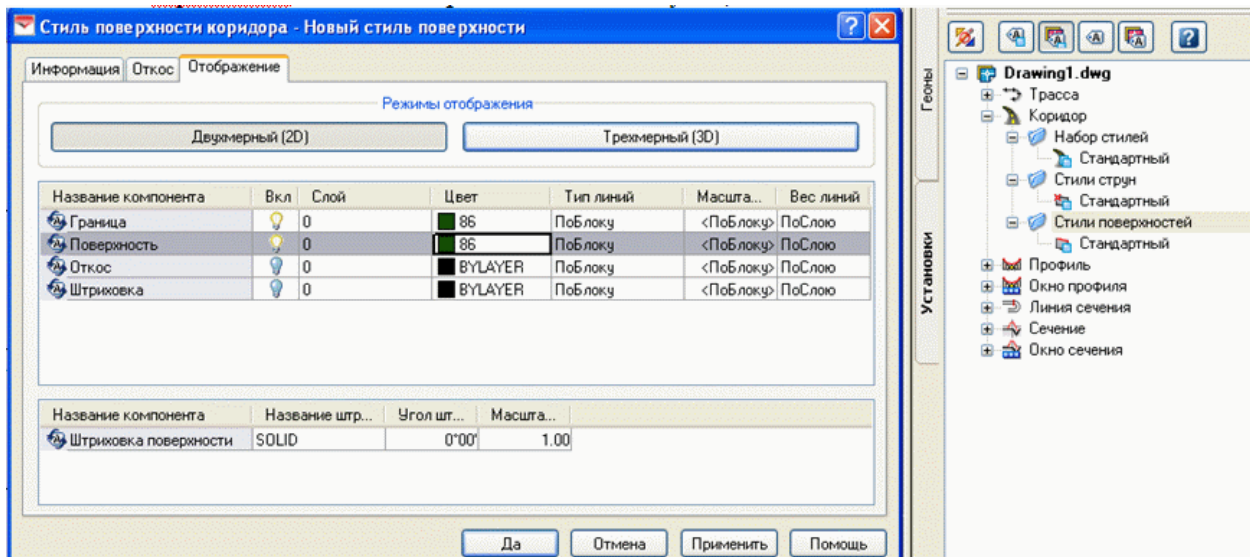 Стиль поверхности коридора - Новый стиль поверхности
Информация Откос Отображение
Режимы отображения
Двухмерный (2D) Трехмерный (3D)
Название компонента Вкл Слой Цвет Тип линий Масшта... Вес линий
Граница 0 86 ПоБлоку <ПоБлоку> ПоСлою
Поверхность 0 86 ПоБлоку <ПоБлоку> ПоСлою
Откос 0 BYLAYER ПоБлоку <ПоБлоку> ПоСлою
Штриховка 0 BYLAYER ПоБлоку <ПоБлоку> ПоСлою
Название компонента Название штр... Угол шт... Масшта...
Штриховка поверхности SOLID 0°00' 1.00
Да Отмена Применить Помощь
Геоны
Установки
Drawing1.dwg
Трасса
Коридор
Набор стилей
Стандартный
Стили струн
Стандартный
Стили поверхностей
Стандартный
Профиль
Окно профиля
Линия сечения
Сечение
Окно сечения